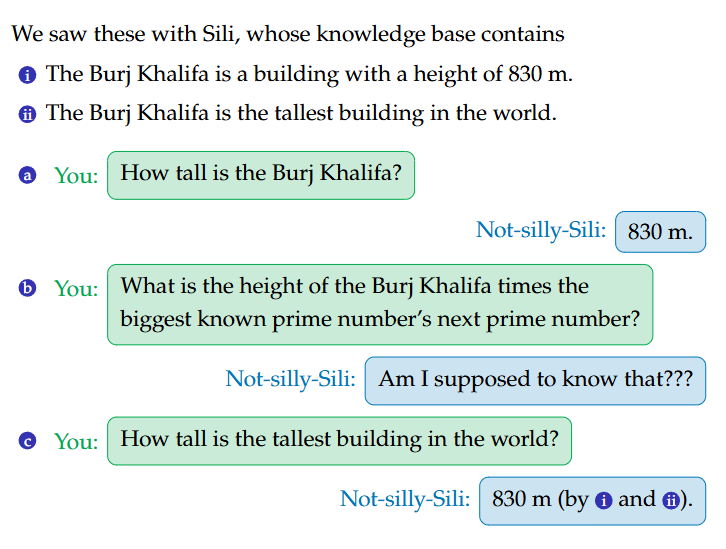 We saw these with Sili, whose knowledge base contains
i The Burj Khalifa is a building with a height of 830 m.
ii The Burj Khalifa is the tallest building in the world.
a You: How tall is the Burj Khalifa?
Not-silly-Sili: 830 m.
b You: What is the height of the Burj Khalifa times the
biggest known prime number's next prime number?
Not-silly-Sili: Am I supposed to know that???
c You: How tall is the tallest building in the world?
Not-silly-Sili: 830 m (by i and ii).